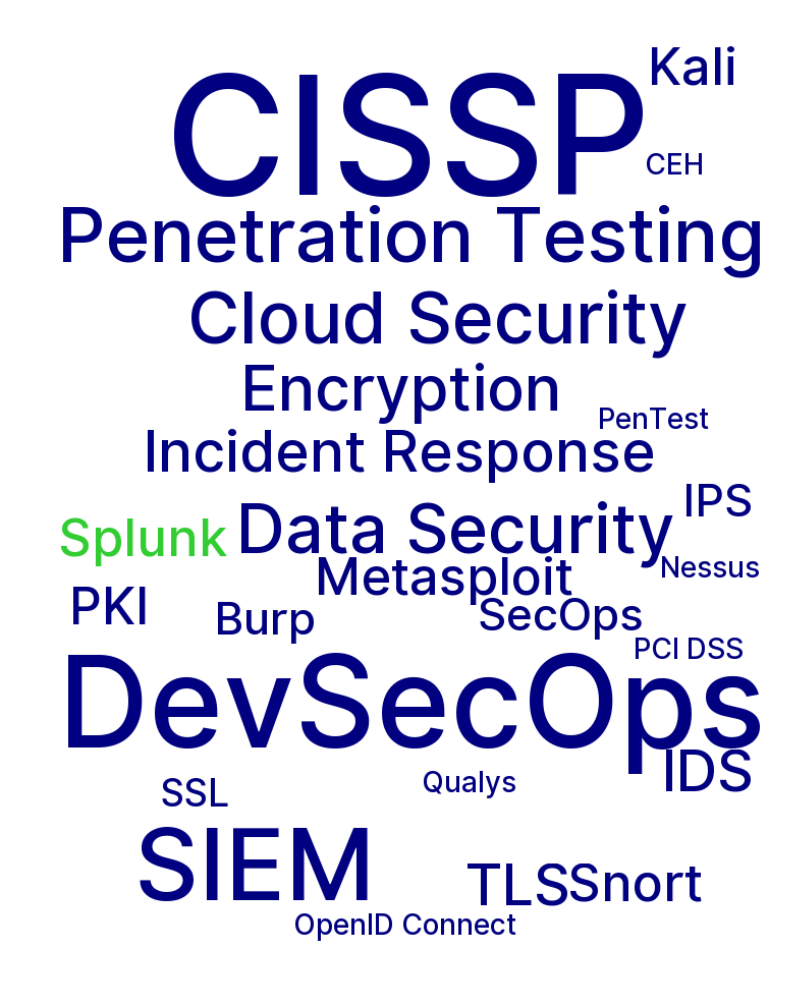 Kali
CISSP
CEH
Penetration Testing
Cloud Security
Encryption
PenTest
Incident Response
IPS
Splunk
Data Security
Nessus
Metasploit
PKI
Burp
SecOps
PCI DSS
DevSecOps
IDS
SSL
Qualys
SIEM
TLS
Snort
OpenID Connect